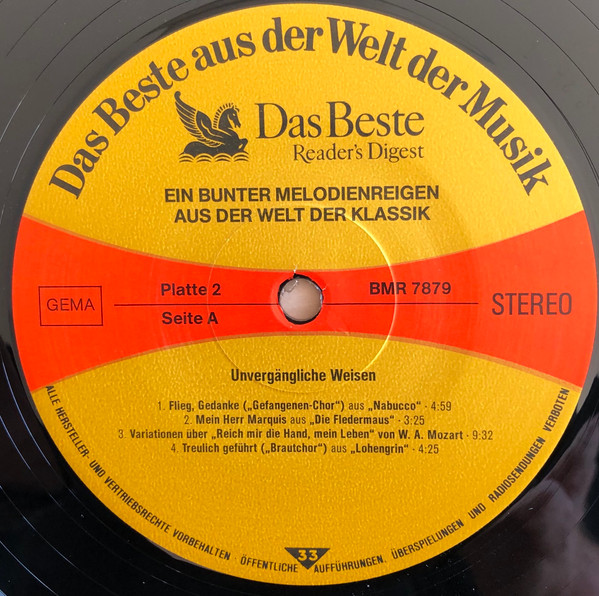 Das Beste aus der Welt der Musik
Das Beste
Reader's Digest
EIN BUNTER MELODIENREIGEN
AUS DER WELT DER KLASSIK
GEMA
Platte 2
BMR 7879
STEREO
Seite A
Unvergängliche Weisen
1. Flieg, Gedanke („Gefangenen-Chor“) aus „Nabucco“ - 4:59
2. Mein Herr Marquis aus „Die Fledermaus“ - 3:25
3. Variationen über „Reich mir die Hand, mein Leben“ von W. A. Mozart - 9:32
4. Treulich geführt („Brautchor“) aus „Lohengrin“ - 4:25
ALLE HERSTELLER- UND VERTRIEBSRECHTE VORBEHALTEN. ÖFFENTLICHE AUFFÜHRUNGEN, ÜBERSPIELUNGEN UND RADIOSENDUNGEN VERBOTEN
33